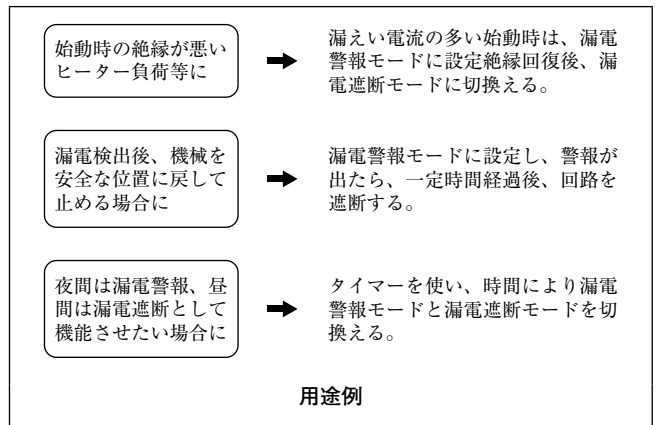 始動時の絶縁が悪い
ヒーター負荷等に
漏えい電流の多い始動時は、漏電
警報モードに設定絶縁回復後、漏
電遮断モードに切換える。
漏電検出後、機械を
安全な位置に戻して
止める場合に
漏電警報モードに設定し、警報が
出たら、一定時間経過後、回路を
遮断する。
夜間は漏電警報、昼
間は漏電遮断として
機能させたい場合に
タイマーを使い、時間により漏電
警報モードと漏電遮断モードを切
換える。
用途例